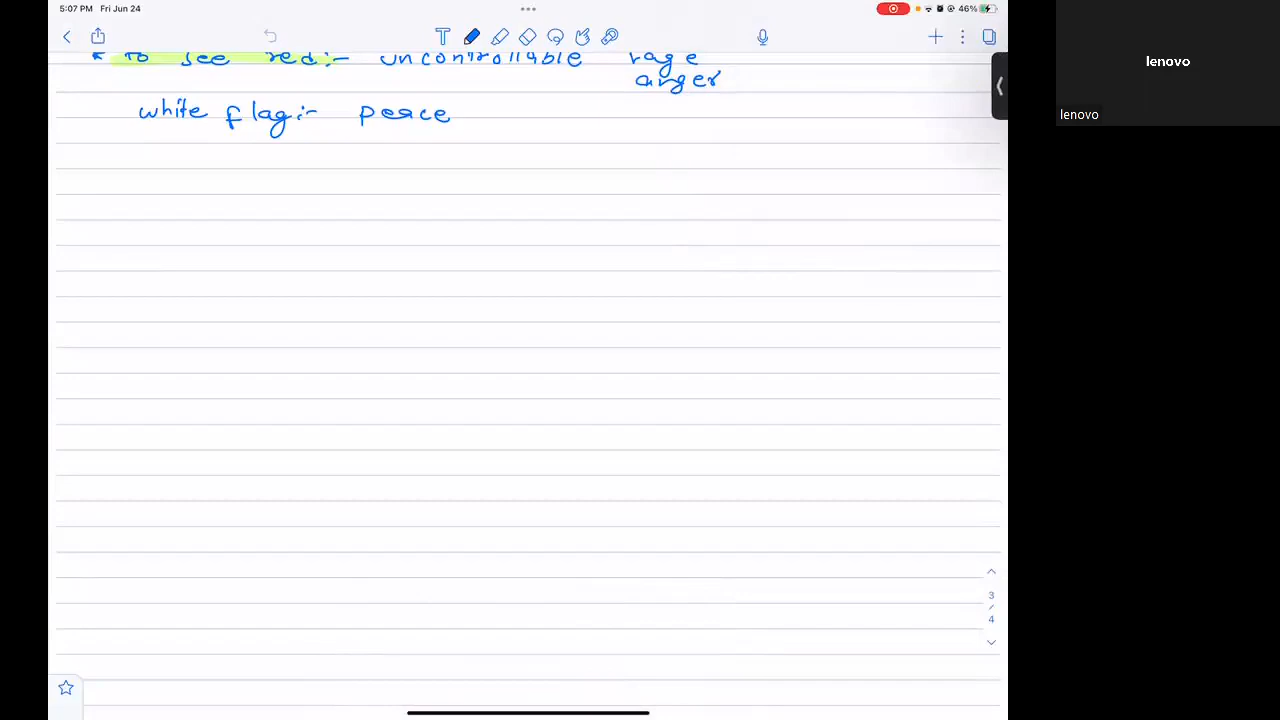 5:07 PM Fri Jun 24
46%
* To see red:- uncontrollable rage
anger
white flag:- peace
lenovo
lenovo
T
3
/
4